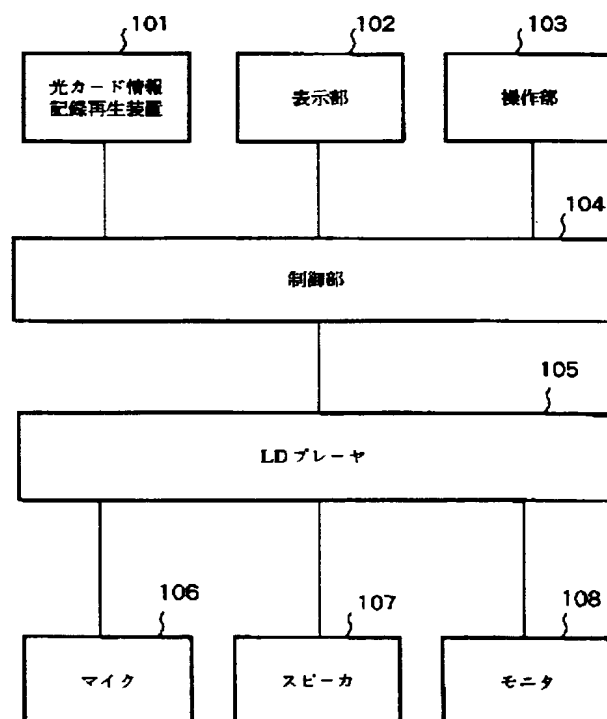 101
102
103
光カード情報
記録再生装置
表示部
操作部
104
制御部
105
LDプレーヤ
106
107
108
マイク
スピーカ
モニタ